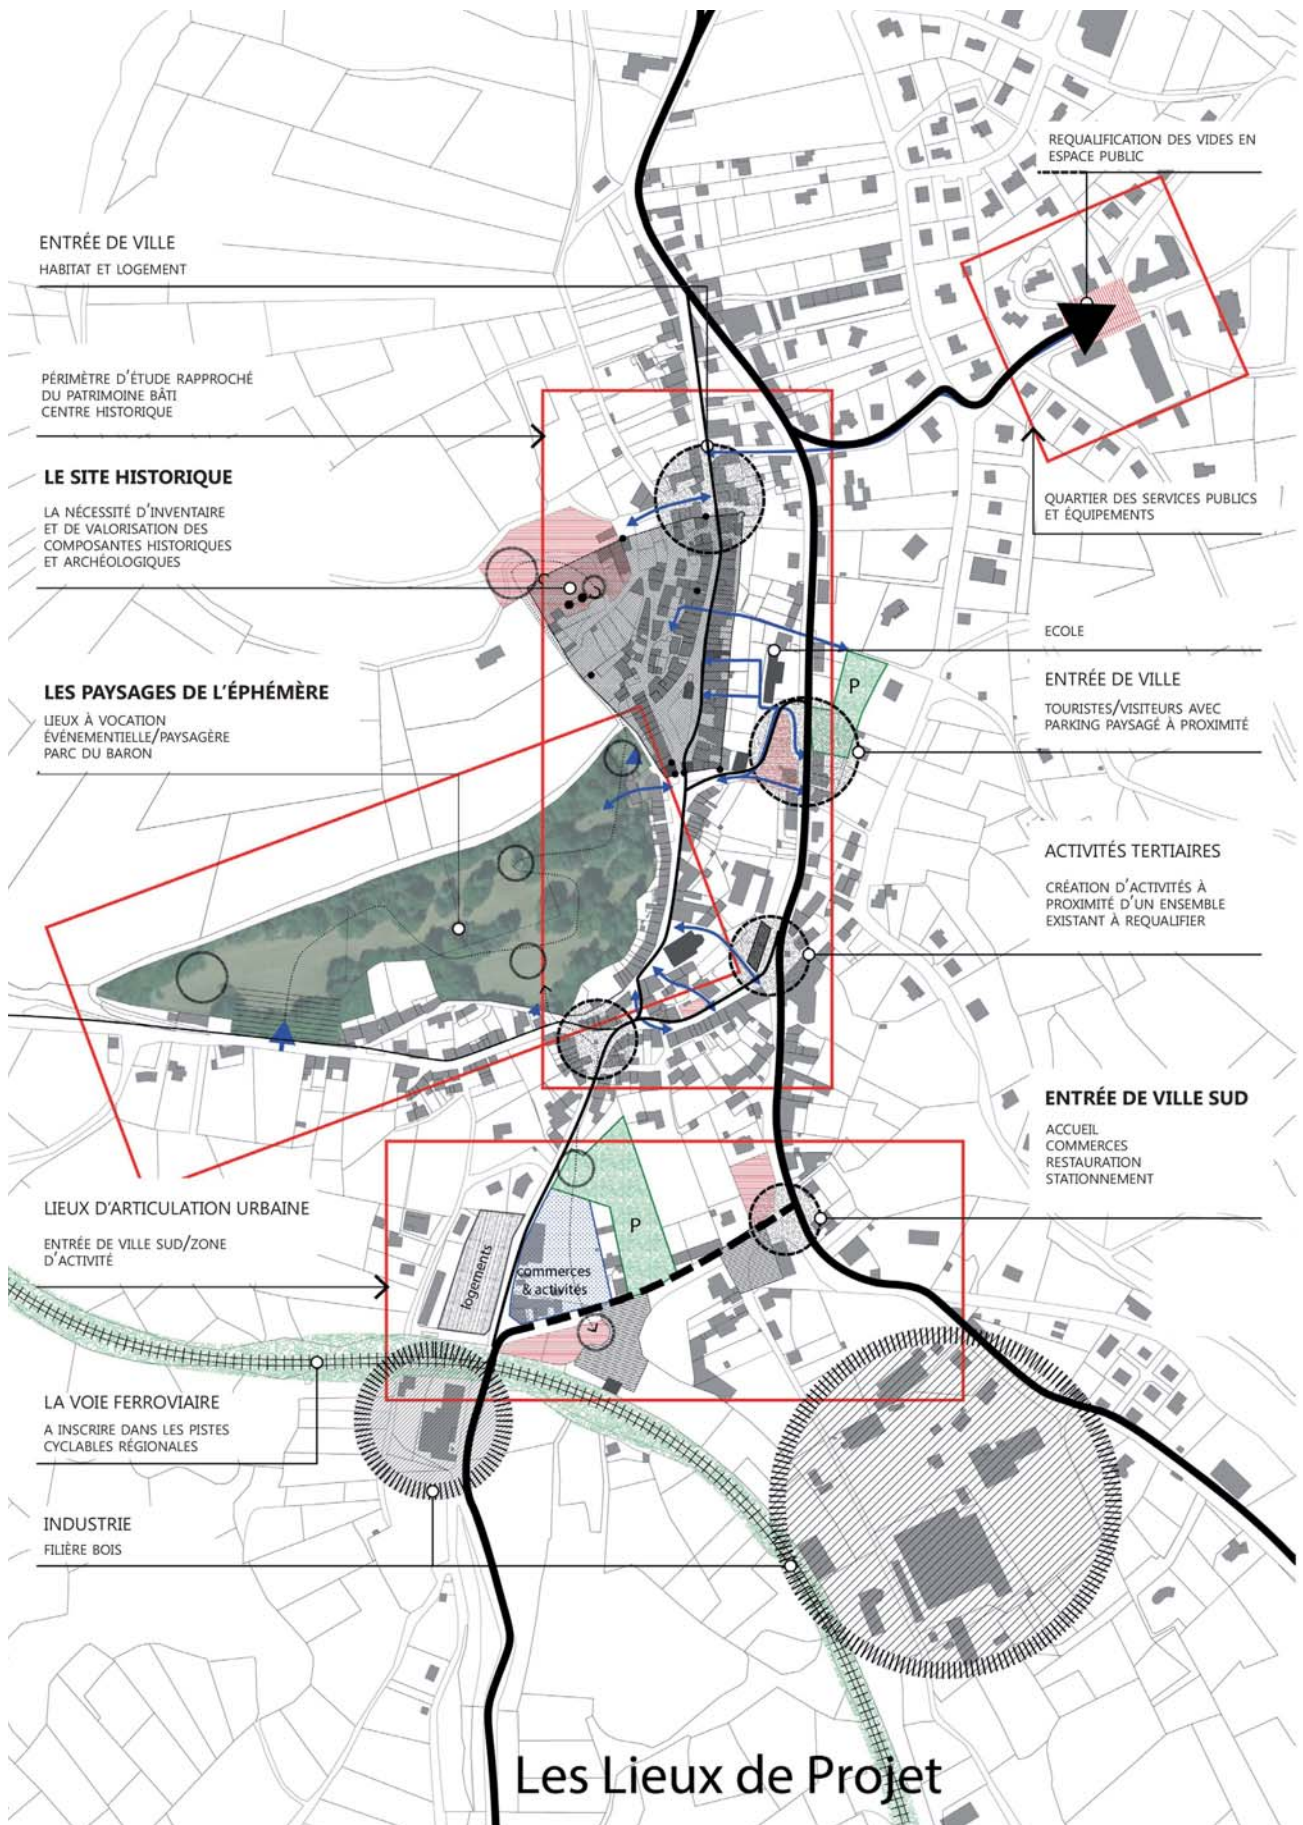 REQUALIFICATION DES VIDES EN
ESPACE PUBLIC
ENTRÉE DE VILLE
HABITAT ET LOGEMENT
PÉRIMÈTRE D'ÉTUDE RAPPROCHÉ
DU PATRIMOINE BÂTI
CENTRE HISTORIQUE
LE SITE HISTORIQUE
LA NÉCESSITÉ D'INVENTAIRE
ET DE VALORISATION DES
COMPOSANTES HISTORIQUES
ET ARCHÉOLOGIQUES
QUARTIER DES SERVICES PUBLICS
ET ÉQUIPEMENTS
ECOLE
LES PAYSAGES DE L'ÉPHÉMÈRE
LIEUX À VOCATION
ÉVÉNEMENTIELLE/PAYSAGÈRE
PARC DU BARON
P
ENTRÉE DE VILLE
TOURISTES/VISITEURS AVEC
PARKING PAYSAGÉ À PROXIMITÉ
ACTIVITÉS TERTIAIRES
CRÉATION D'ACTIVITÉS À
PROXIMITÉ D'UN ENSEMBLE
EXISTANT À REQUALIFIER
ENTRÉE DE VILLE SUD
ACCUEIL
COMMERCES
RESTAURATION
STATIONNEMENT
LIEUX D'ARTICULATION URBAINE
ENTRÉE DE VILLE SUD/ZONE
D'ACTIVITÉ
logements
commerces
& activités
P
LA VOIE FERROVIAIRE
A INSCRIRE DANS LES PISTES
CYCLABLES RÉGIONALES
INDUSTRIE
FILIÈRE BOIS
Les Lieux de Projet